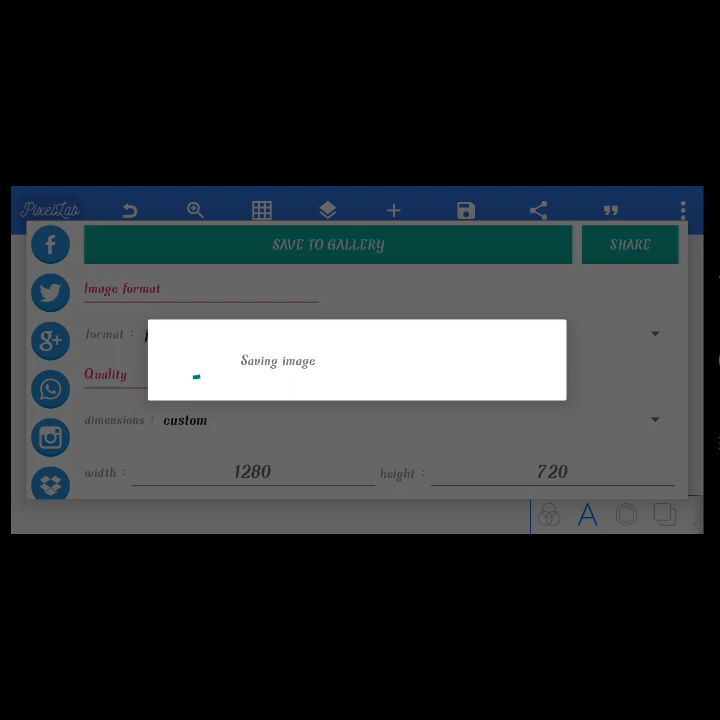 PixelLab
SAVE TO GALLERY
SHARE
Image format
format :
Saving image
Quality
dimensions : custom
width : 1280 height : 720